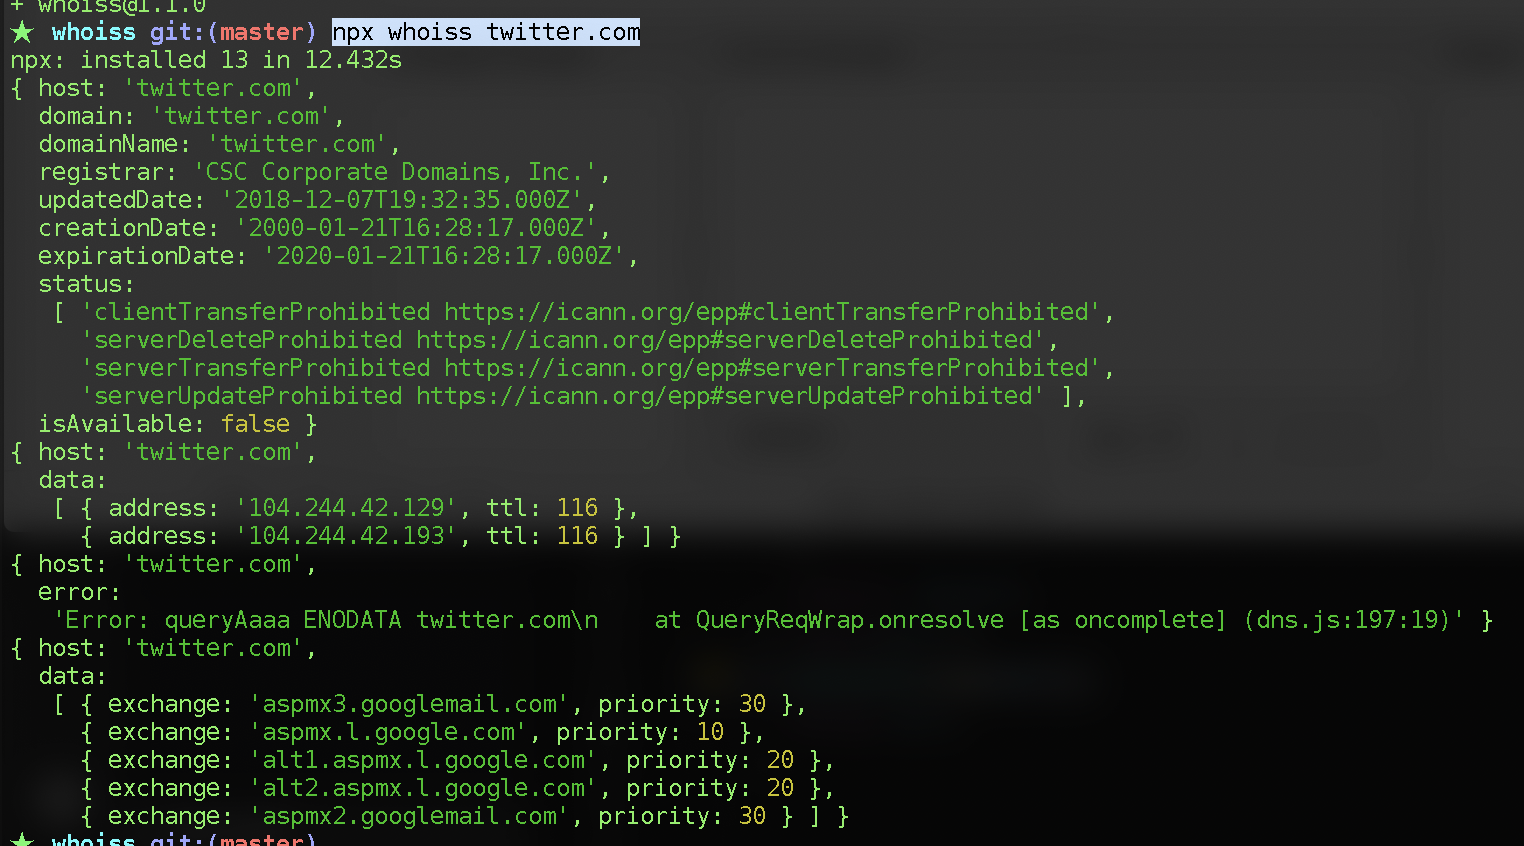 + whoiss@1.1.0
★ whoiss git:(master) npx whoiss twitter.com
npx: installed 13 in 12.432s
{ host: 'twitter.com',
  domain: 'twitter.com',
  domainName: 'twitter.com',
  registrar: 'CSC Corporate Domains, Inc.',
  updatedDate: '2018-12-07T19:32:35.000Z',
  creationDate: '2000-01-21T16:28:17.000Z',
  expirationDate: '2020-01-21T16:28:17.000Z',
  status:
   [ 'clientTransferProhibited https://icann.org/epp#clientTransferProhibited',
     'serverDeleteProhibited https://icann.org/epp#serverDeleteProhibited',
     'serverTransferProhibited https://icann.org/epp#serverTransferProhibited',
     'serverUpdateProhibited https://icann.org/epp#serverUpdateProhibited' ],
  isAvailable: false }
{ host: 'twitter.com',
  data:
   [ { address: '104.244.42.129', ttl: 116 },
     { address: '104.244.42.193', ttl: 116 } ] }
{ host: 'twitter.com',
  error:
   'Error: queryAaaa ENODATA twitter.com\n    at QueryReqWrap.onresolve [as oncomplete] (dns.js:197:19)' }
{ host: 'twitter.com',
  data:
   [ { exchange: 'aspmx3.googlemail.com', priority: 30 },
     { exchange: 'aspmx.l.google.com', priority: 10 },
     { exchange: 'alt1.aspmx.l.google.com', priority: 20 },
     { exchange: 'alt2.aspmx.l.google.com', priority: 20 },
     { exchange: 'aspmx2.googlemail.com', priority: 30 } ] }
★ whoiss git:(master)